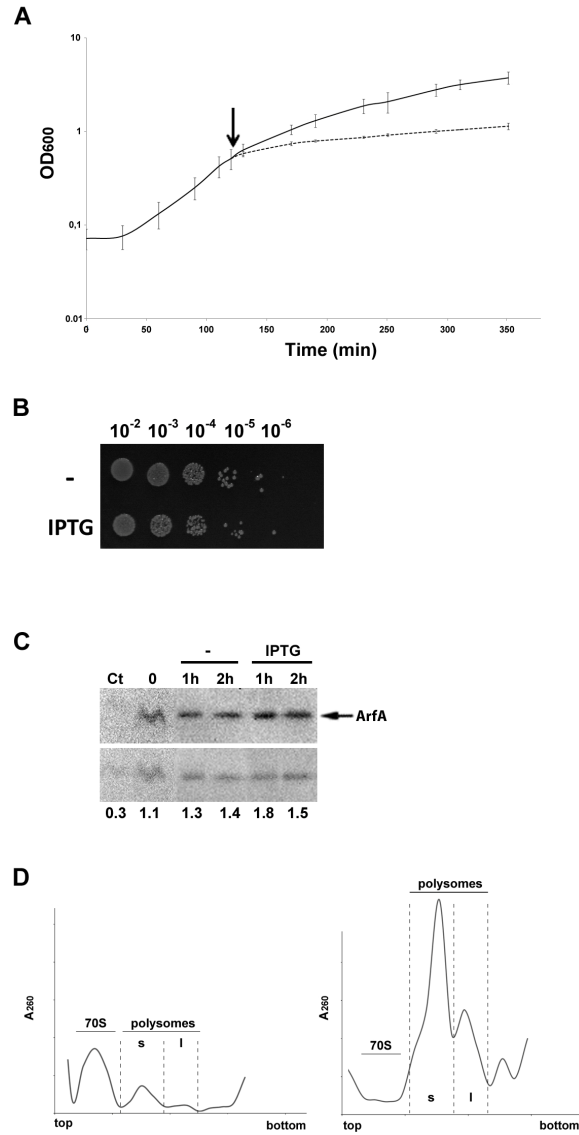 A
10
1
0,1
0.01
OD600
0 50 100 150 200 250 300 350
Time (min)
B
10-2 10-3 10-4 10-5 10-6
-
IPTG
C
- IPTG
Ct 0 1h 2h 1h 2h
ArfA
0.3 1.1 1.3 1.4 1.8 1.5
D
polysomes
70S polysomes
s l
A260
top bottom
70S
s l
A260
top bottom